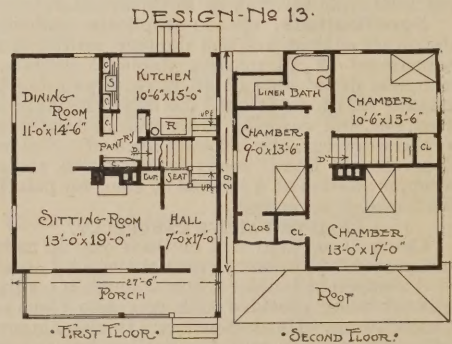 DESIGN-No 13.
KITCHEN
10'-6"x15'-0"
C
S
C
C
DINING
ROOM
11'-0"x14'-6"
PANTRY
R
UP
D
C
CUP.
SEAT
UP
SITTING-ROOM
13'-0"x19'-0"
HALL
7'-0"x17'-0"
29'
27'-6"
PORCH
•FIRST FLOOR•
LINEN
BATH
CHAMBER
10'-6"x13'-6"
CHAMBER
9'-0"x13'-6"
D
CL
CLOS
CL
CHAMBER
13'-0"x17'-0"
ROOF
•SECOND FLOOR•